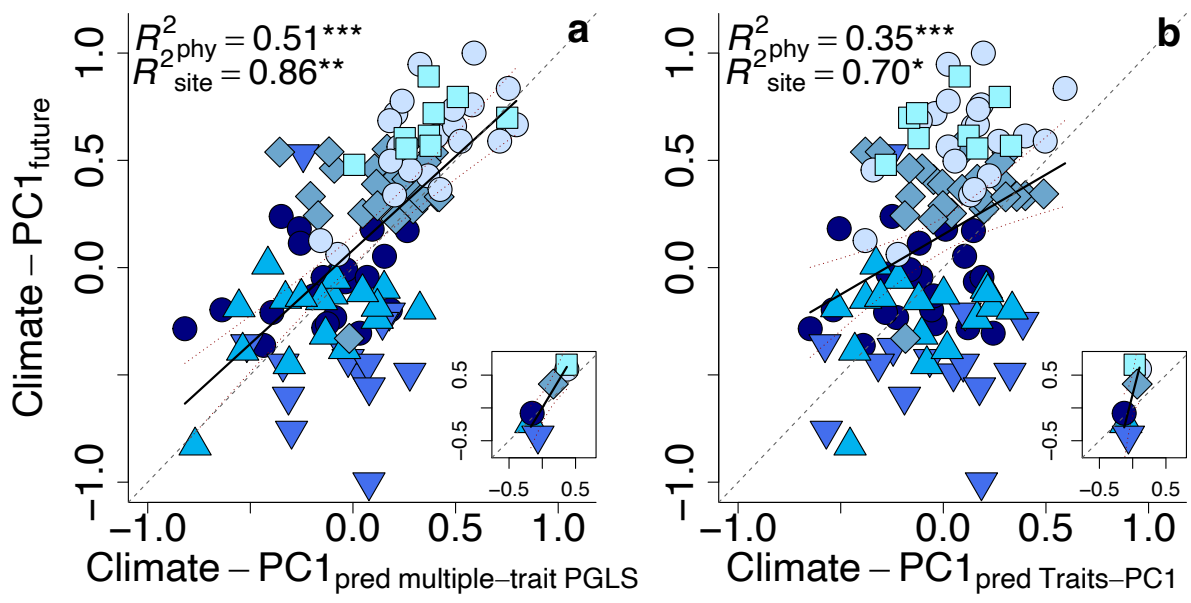 a
R²phy = 0.51***
R²site = 0.86**
Climate – PC1future
1.0
0.5
0.0
–1.0
–1.0
0.0
0.5
1.0
0.5
–0.5
–0.5
0.5
Climate – PC1pred multiple–trait PGLS
b
R²phy = 0.35***
R²site = 0.70*
1.0
0.5
0.0
–1.0
–1.0
0.0
0.5
1.0
0.5
–0.5
–0.5
0.5
Climate – PC1pred Traits–PC1